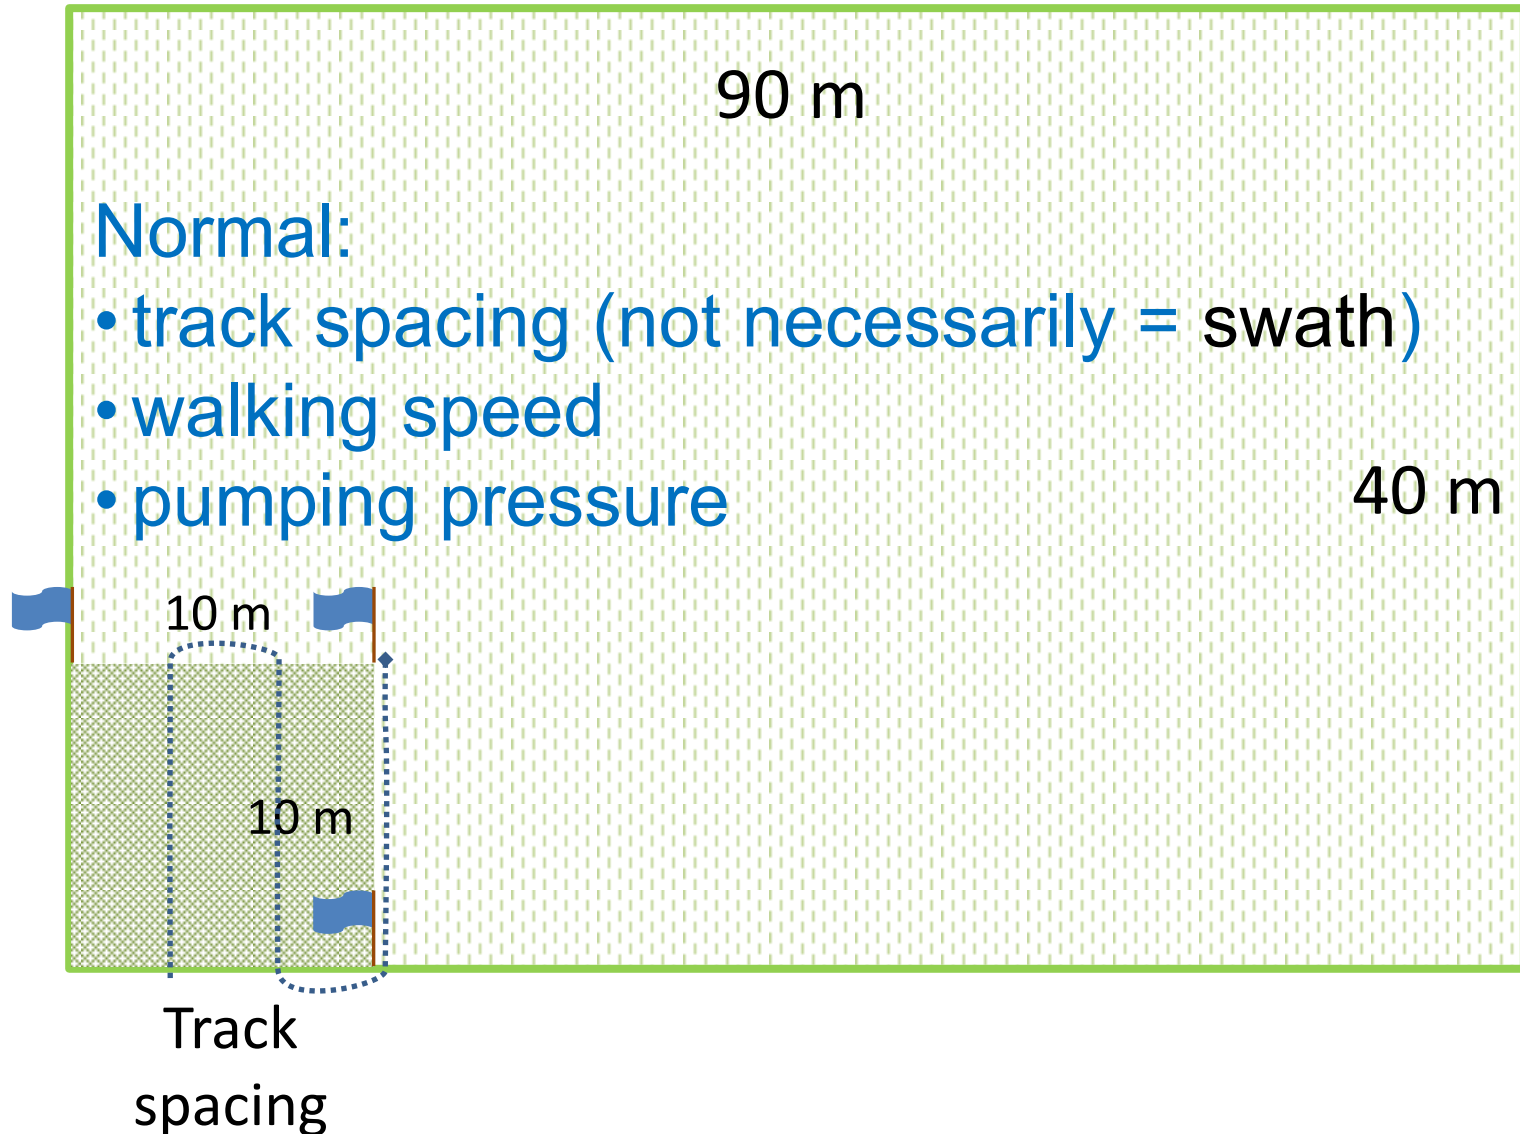 90 m
Normal:
• track spacing (not necessarily = swath)
• walking speed
• pumping pressure
40 m
10 m
10 m
Track
spacing